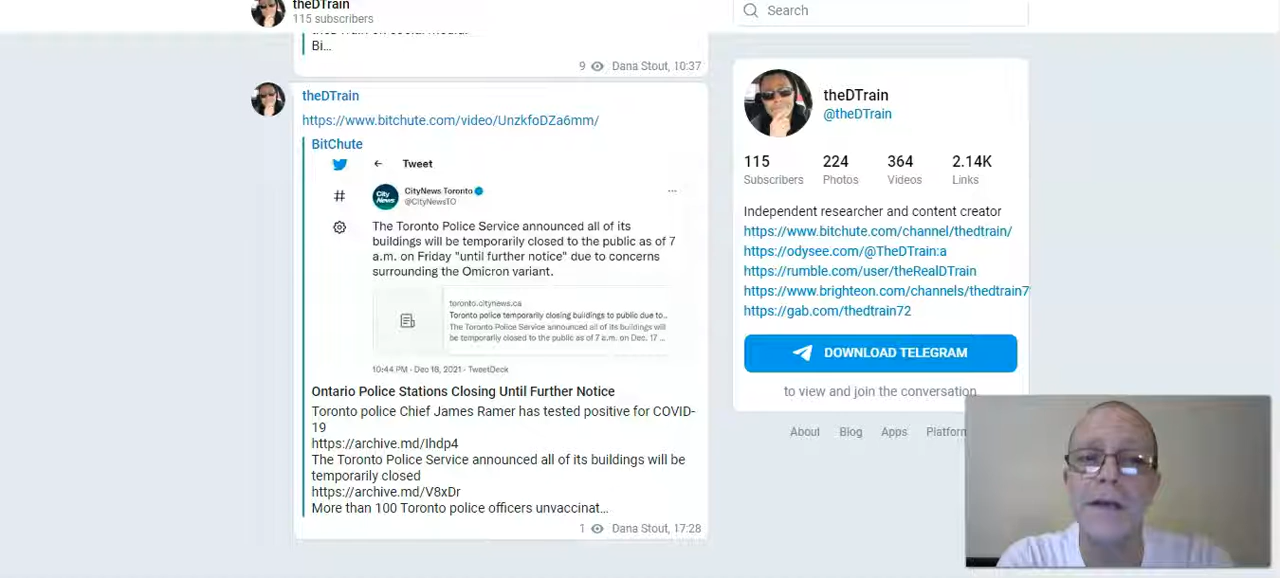 theDTrain
115 subscribers
Search
Bi...
9 Dana Stout, 10:37
theDTrain
https://www.bitchute.com/video/UnzkfoDZa6mm/
BitChute
Tweet
CityNews Toronto
@CityNewsTO
The Toronto Police Service announced all of its
buildings will be temporarily closed to the public as of 7
a.m. on Friday "until further notice" due to concerns
surrounding the Omicron variant.
toronto.citynews.ca
Toronto police temporarily closing buildings to public due to...
The Toronto Police Service announced all of its buildings will
be temporarily closed to the public as of 7 a.m. on Dec. 17 ...
10:44 PM - Dec 18, 2021 - TweetDeck
Ontario Police Stations Closing Until Further Notice
Toronto police Chief James Ramer has tested positive for COVID-
19
https://archive.md/Ihdp4
The Toronto Police Service announced all of its buildings will be
temporarily closed
https://archive.md/V8xDr
More than 100 Toronto police officers unvaccinat...
1 Dana Stout, 17:28
theDTrain
@theDTrain
115 224 364 2.14K
Subscribers Photos Videos Links
Independent researcher and content creator
https://www.bitchute.com/channel/thedtrain/
https://odysee.com/@TheDTrain:a
https://rumble.com/user/theRealDTrain
https://www.brighteon.com/channels/thedtrain7
https://gab.com/thedtrain72
DOWNLOAD TELEGRAM
to view and join the conversation
About Blog Apps Platform